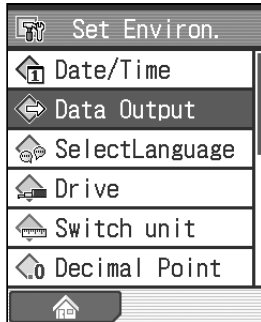 Set Environ.
Date/Time
Data Output
SelectLanguage
Drive
Switch unit
Decimal Point